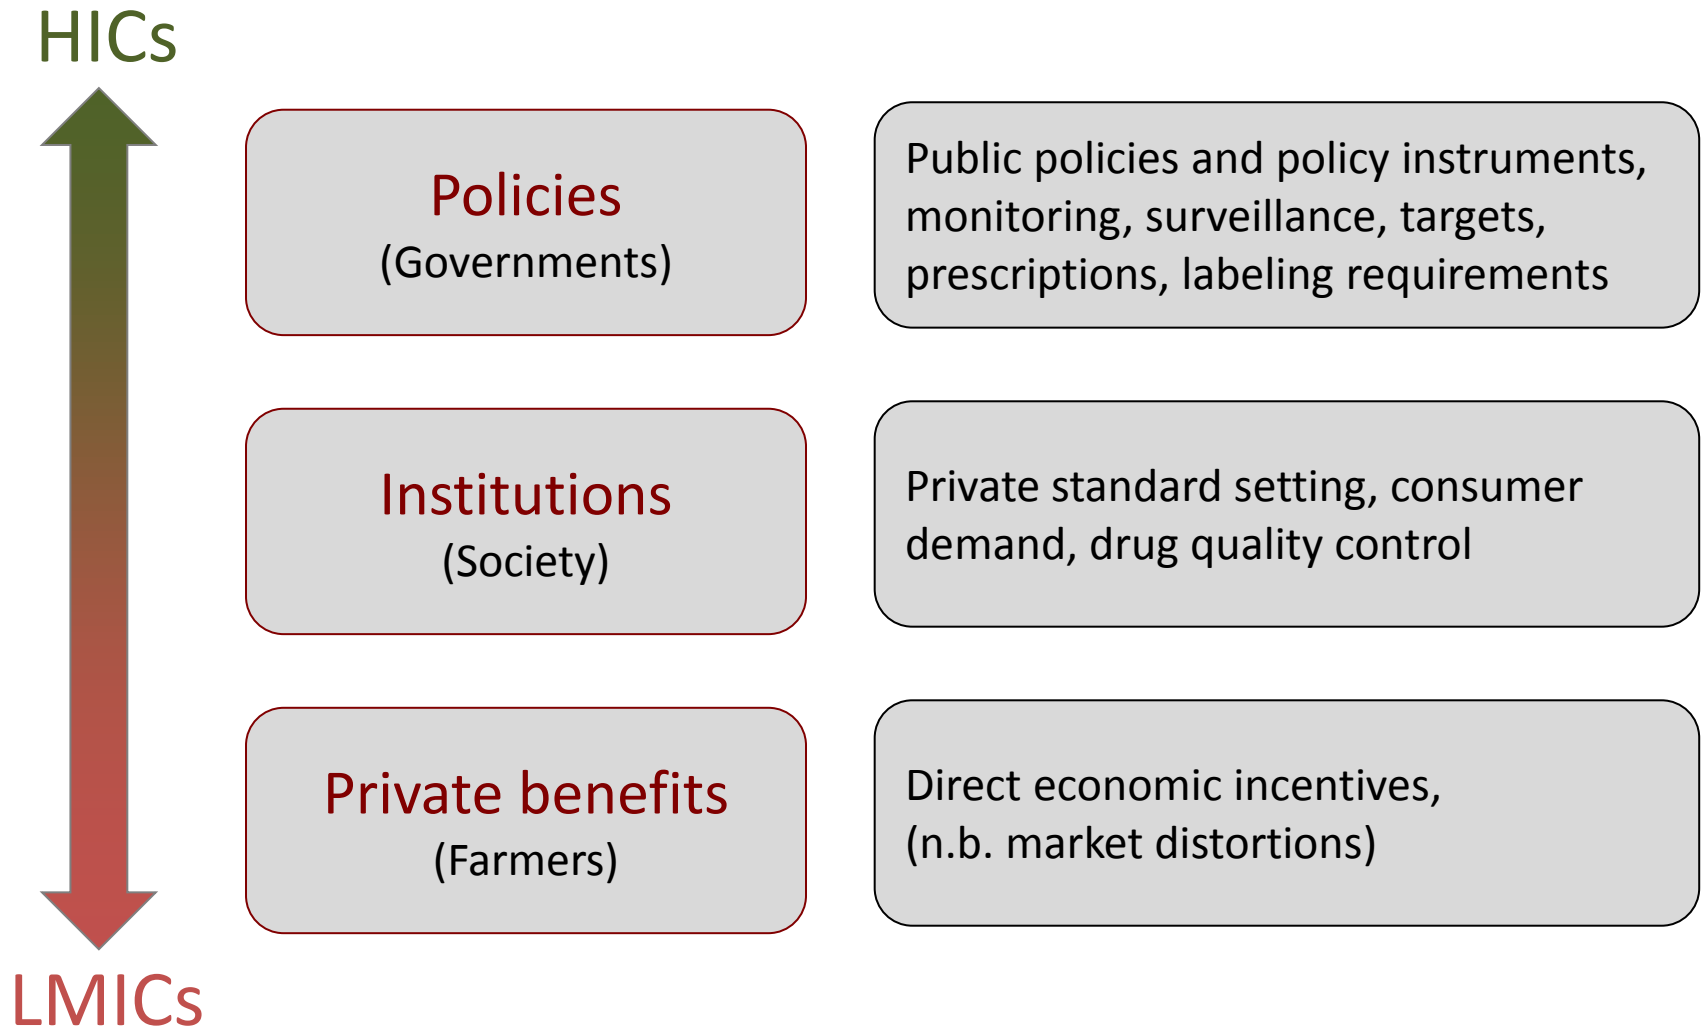 HICs
Policies
(Governments)
Public policies and policy instruments,
monitoring, surveillance, targets,
prescriptions, labeling requirements
Institutions
(Society)
Private standard setting, consumer
demand, drug quality control
Private benefits
(Farmers)
Direct economic incentives,
(n.b. market distortions)
LMICs